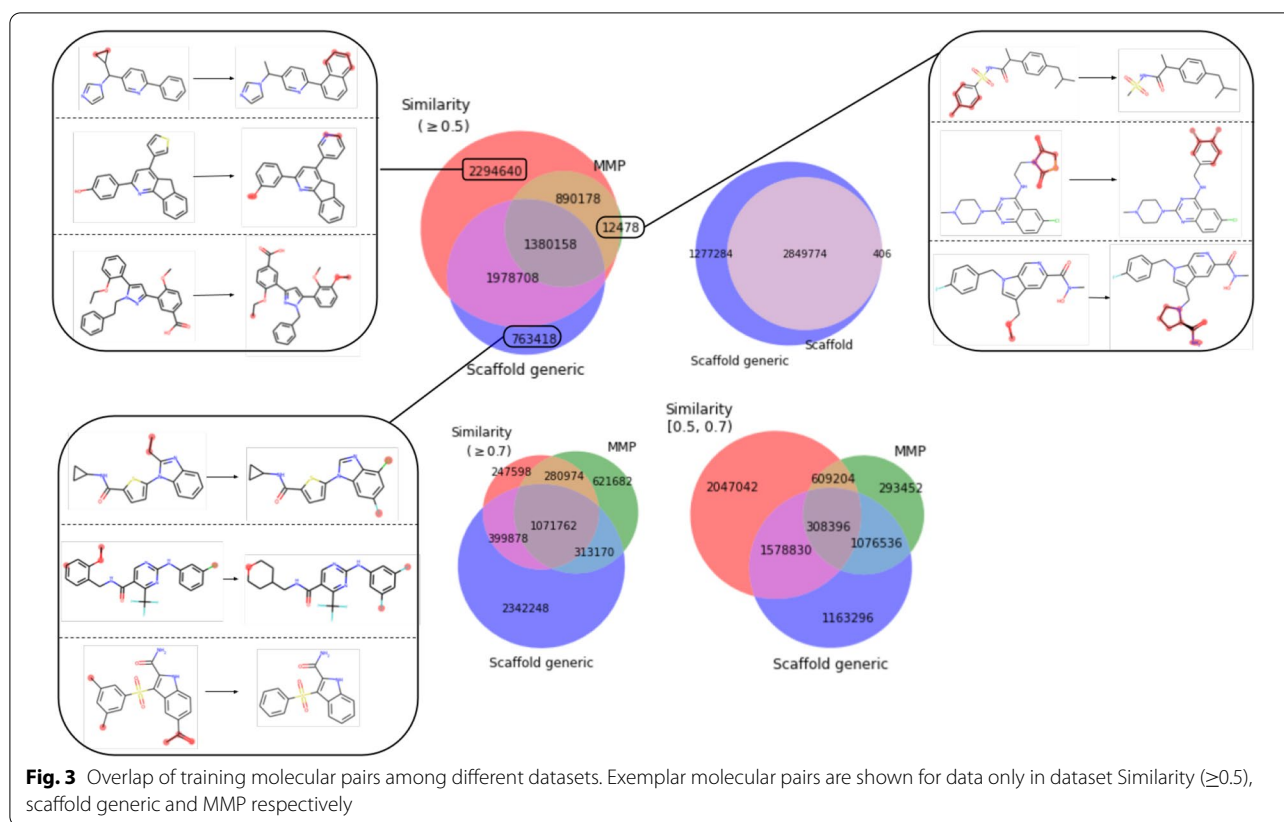 Similarity
(≥0.5)
MMP
2294640
890178
12478
1380158
1978708
763418
Scaffold generic
1277284
2849774
406
Scaffold generic
Scaffold
Similarity
(≥0.7)
MMP
247598
280974
621682
1071762
399878
313170
2342248
Scaffold generic
Similarity
[0.5, 0.7)
MMP
2047042
609204
293452
308396
1578830
1076536
1163296
Scaffold generic
Fig. 3 Overlap of training molecular pairs among different datasets. Exemplar molecular pairs are shown for data only in dataset Similarity (≥0.5),
scaffold generic and MMP respectively